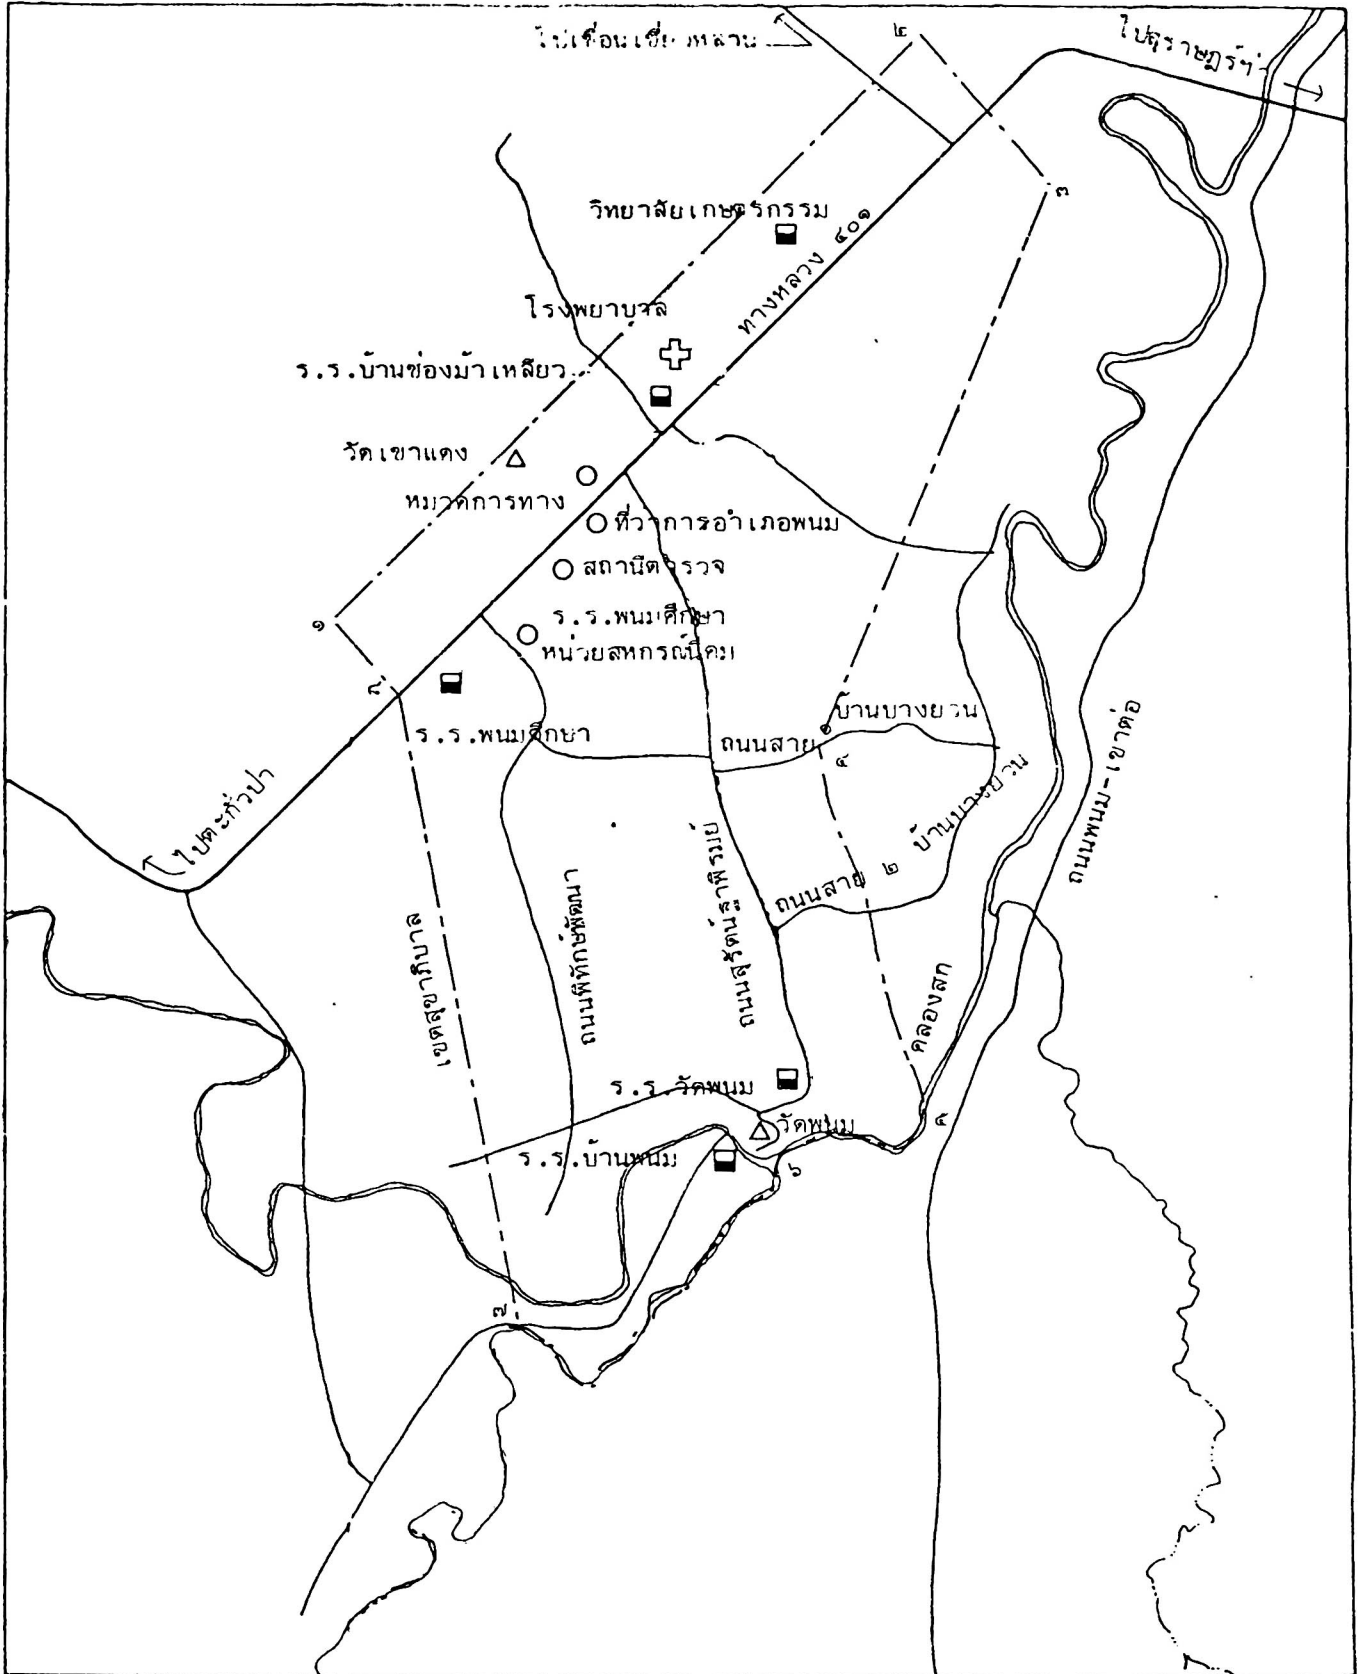 ไปเขื่อนเชี่ยวหลาน
๒
ไปสุราษฎร์ฯ
๓
วิทยาลัยเกษตรกรรม
ทางหลวง ๔๐๑
โรงพยาบาล
ร.ร.บ้านช่องม้าเหลียว
วัดเขาแดง
หมวดการทาง
ที่ว่าการอำเภอพนม
สถานีตำรวจ
๑
ร.ร.พนมศึกษา
หน่วยสหกรณ์นิคม
๘
ร.ร.พนมศึกษา
บ้านบางยวน
ถนนสาย ๑
๔
ถนนพนม-เขาต่อ
ไปตะกั่วป่า
ถนนสาย ๒ บ้านบางยวน
เขตสุขาภิบาล
ถนนพิทักษ์พัฒนา
คลองสก
ร.ร.วัดพนม
วัดพนม
๕
ร.ร.บ้านพนม
๖
๗